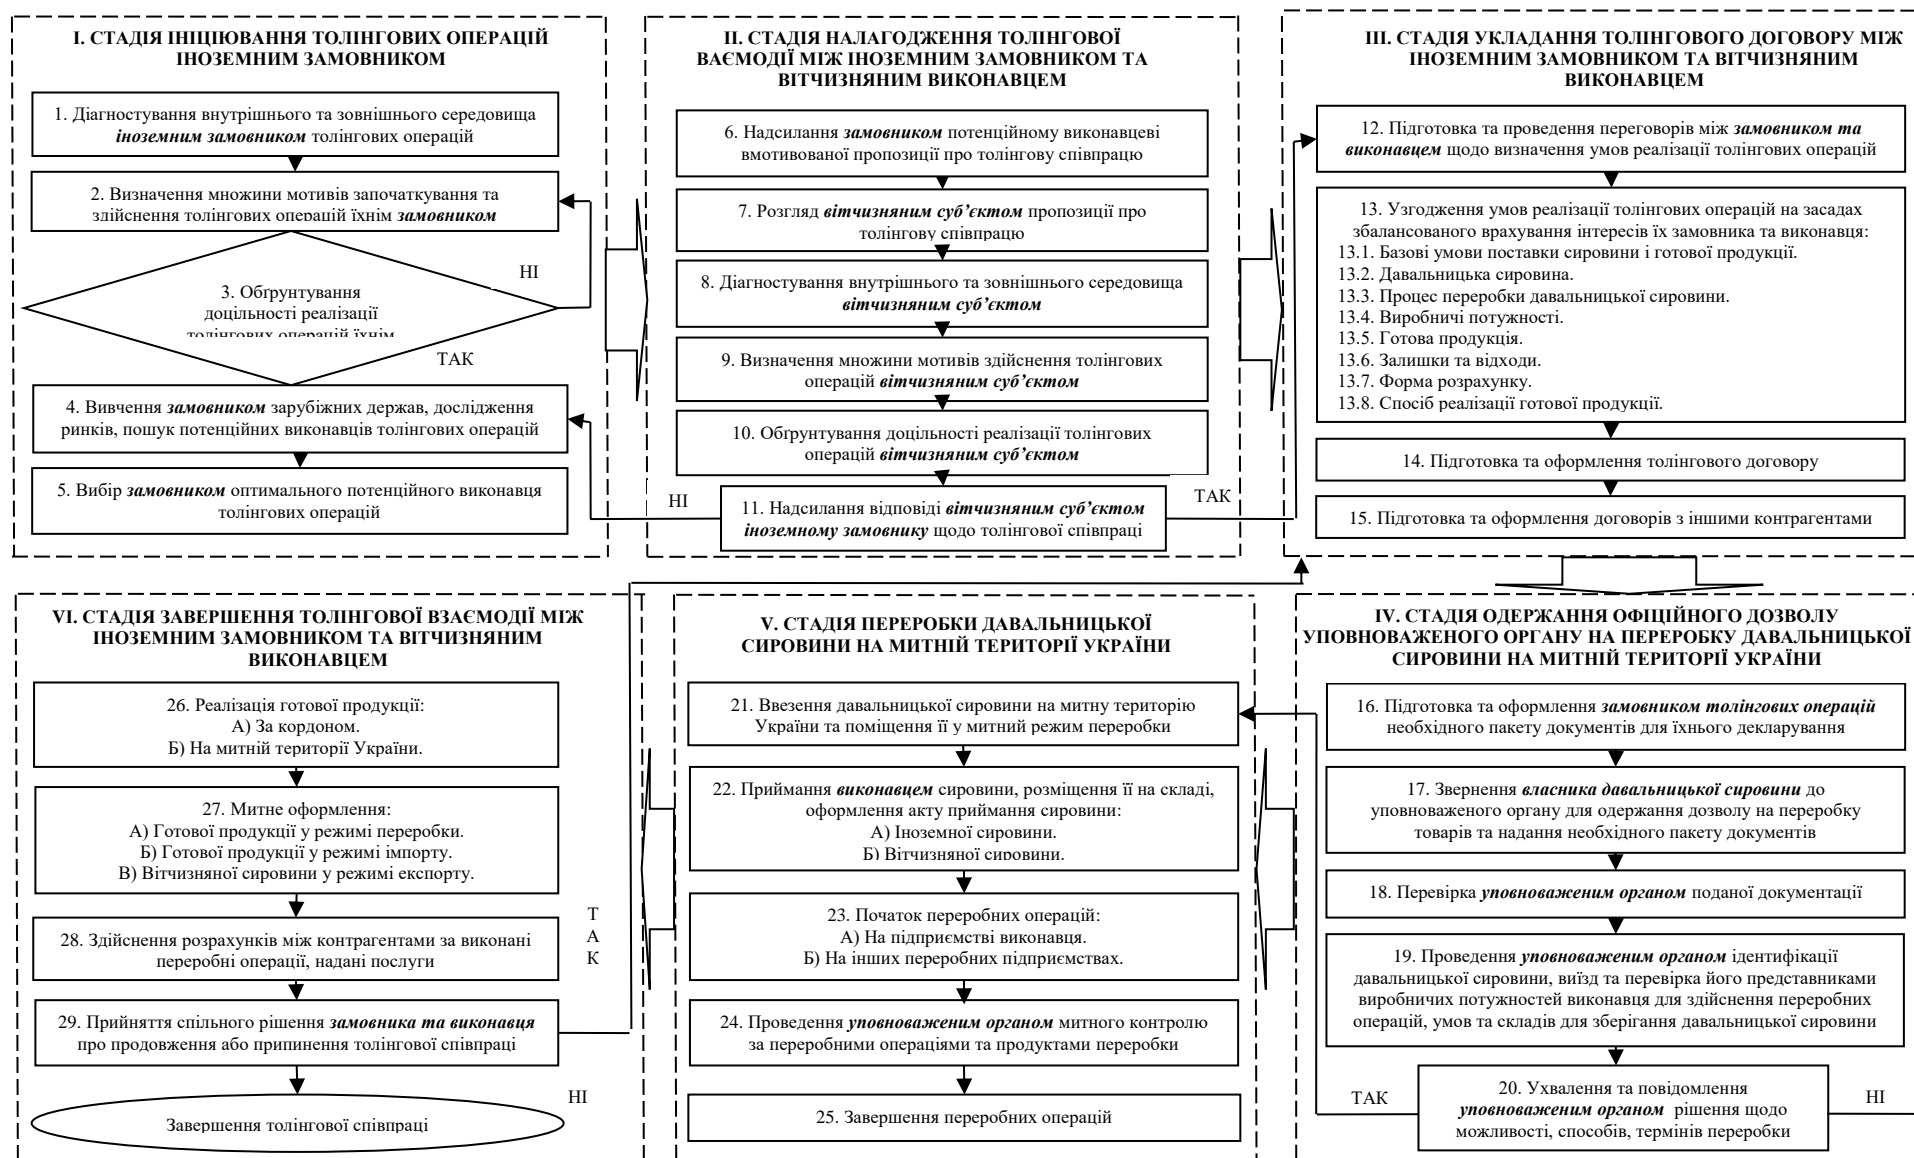 І. СТАДІЯ ІНІЦІЮВАННЯ ТОЛІНГОВИХ ОПЕРАЦІЙ
ІНОЗЕМНИМ ЗАМОВНИКОМ
1. Діагностування внутрішнього та зовнішнього середовища
іноземним замовником толінгових операцій
2. Визначення множини мотивів започаткування та
здійснення толінгових операцій їхнім замовником
НІ
3. Обґрунтування
доцільності реалізації
толінгових операцій їхнім
ТАК
4. Вивчення замовником зарубіжних держав, дослідження
ринків, пошук потенційних виконавців толінгових операцій
5. Вибір замовником оптимального потенційного виконавця
толінгових операцій
ІІ. СТАДІЯ НАЛАГОДЖЕННЯ ТОЛІНГОВОЇ
ВАЄМОДІЇ МІЖ ІНОЗЕМНИМ ЗАМОВНИКОМ ТА
ВІТЧИЗНЯНИМ ВИКОНАВЦЕМ
6. Надсилання замовником потенційному виконавцеві
вмотивованої пропозиції про толінгову співпрацю
7. Розгляд вітчизняним суб’єктом пропозиції про
толінгову співпрацю
8. Діагностування внутрішнього та зовнішнього середовища
вітчизняним суб’єктом
9. Визначення множини мотивів здійснення толінгових
операцій вітчизняним суб’єктом
10. Обґрунтування доцільності реалізації толінгових
операцій вітчизняним суб’єктом
НІ
ТАК
11. Надсилання відповіді вітчизняним суб’єктом
іноземному замовнику щодо толінгової співпраці
ІІІ. СТАДІЯ УКЛАДАННЯ ТОЛІНГОВОГО ДОГОВОРУ МІЖ
ІНОЗЕМНИМ ЗАМОВНИКОМ ТА ВІТЧИЗНЯНИМ
ВИКОНАВЦЕМ
12. Підготовка та проведення переговорів між замовником та
виконавцем щодо визначення умов реалізації толінгових операцій
13. Узгодження умов реалізації толінгових операцій на засадах
збалансованого врахування інтересів їх замовника та виконавця:
13.1. Базові умови поставки сировини і готової продукції.
13.2. Давальницька сировина.
13.3. Процес переробки давальницької сировини.
13.4. Виробничі потужності.
13.5. Готова продукція.
13.6. Залишки та відходи.
13.7. Форма розрахунку.
13.8. Спосіб реалізації готової продукції.
14. Підготовка та оформлення толінгового договору
15. Підготовка та оформлення договорів з іншими контрагентами
VІ. СТАДІЯ ЗАВЕРШЕННЯ ТОЛІНГОВОЇ ВЗАЄМОДІЇ МІЖ
ІНОЗЕМНИМ ЗАМОВНИКОМ ТА ВІТЧИЗНЯНИМ
ВИКОНАВЦЕМ
26. Реалізація готової продукції:
А) За кордоном.
Б) На митній території України.
27. Митне оформлення:
А) Готової продукції у режимі переробки.
Б) Готової продукції у режимі імпорту.
В) Вітчизняної сировини у режимі експорту.
28. Здійснення розрахунків між контрагентами за виконані
переробні операції, надані послуги
Т
А
К
29. Прийняття спільного рішення замовника та виконавця
про продовження або припинення толінгової співпраці
НІ
Завершення толінгової співпраці
V. СТАДІЯ ПЕРЕРОБКИ ДАВАЛЬНИЦЬКОЇ
СИРОВИНИ НА МИТНІЙ ТЕРИТОРІЇ УКРАЇНИ
21. Ввезення давальницької сировини на митну територію
України та поміщення її у митний режим переробки
22. Приймання виконавцем сировини, розміщення її на складі,
оформлення акту приймання сировини:
А) Іноземної сировини.
Б) Вітчизняної сировини.
23. Початок переробних операцій:
А) На підприємстві виконавця.
Б) На інших переробних підприємствах.
24. Проведення уповноваженим органом митного контролю
за переробними операціями та продуктами переробки
25. Завершення переробних операцій
ІV. СТАДІЯ ОДЕРЖАННЯ ОФІЦІЙНОГО ДОЗВОЛУ
УПОВНОВАЖЕНОГО ОРГАНУ НА ПЕРЕРОБКУ ДАВАЛЬНИЦЬКОЇ
СИРОВИНИ НА МИТНІЙ ТЕРИТОРІЇ УКРАЇНИ
16. Підготовка та оформлення замовником толінгових операцій
необхідного пакету документів для їхнього декларування
17. Звернення власника давальницької сировини до
уповноваженого органу для одержання дозволу на переробку
товарів та надання необхідного пакету документів
18. Перевірка уповноваженим органом поданої документації
19. Проведення уповноваженим органом ідентифікації
давальницької сировини, виїзд та перевірка його представниками
виробничих потужностей виконавця для здійснення переробних
операцій, умов та складів для зберігання давальницької сировини
ТАК
20. Ухвалення та повідомлення
уповноваженим органом рішення щодо
можливості, способів, термінів переробки
НІ